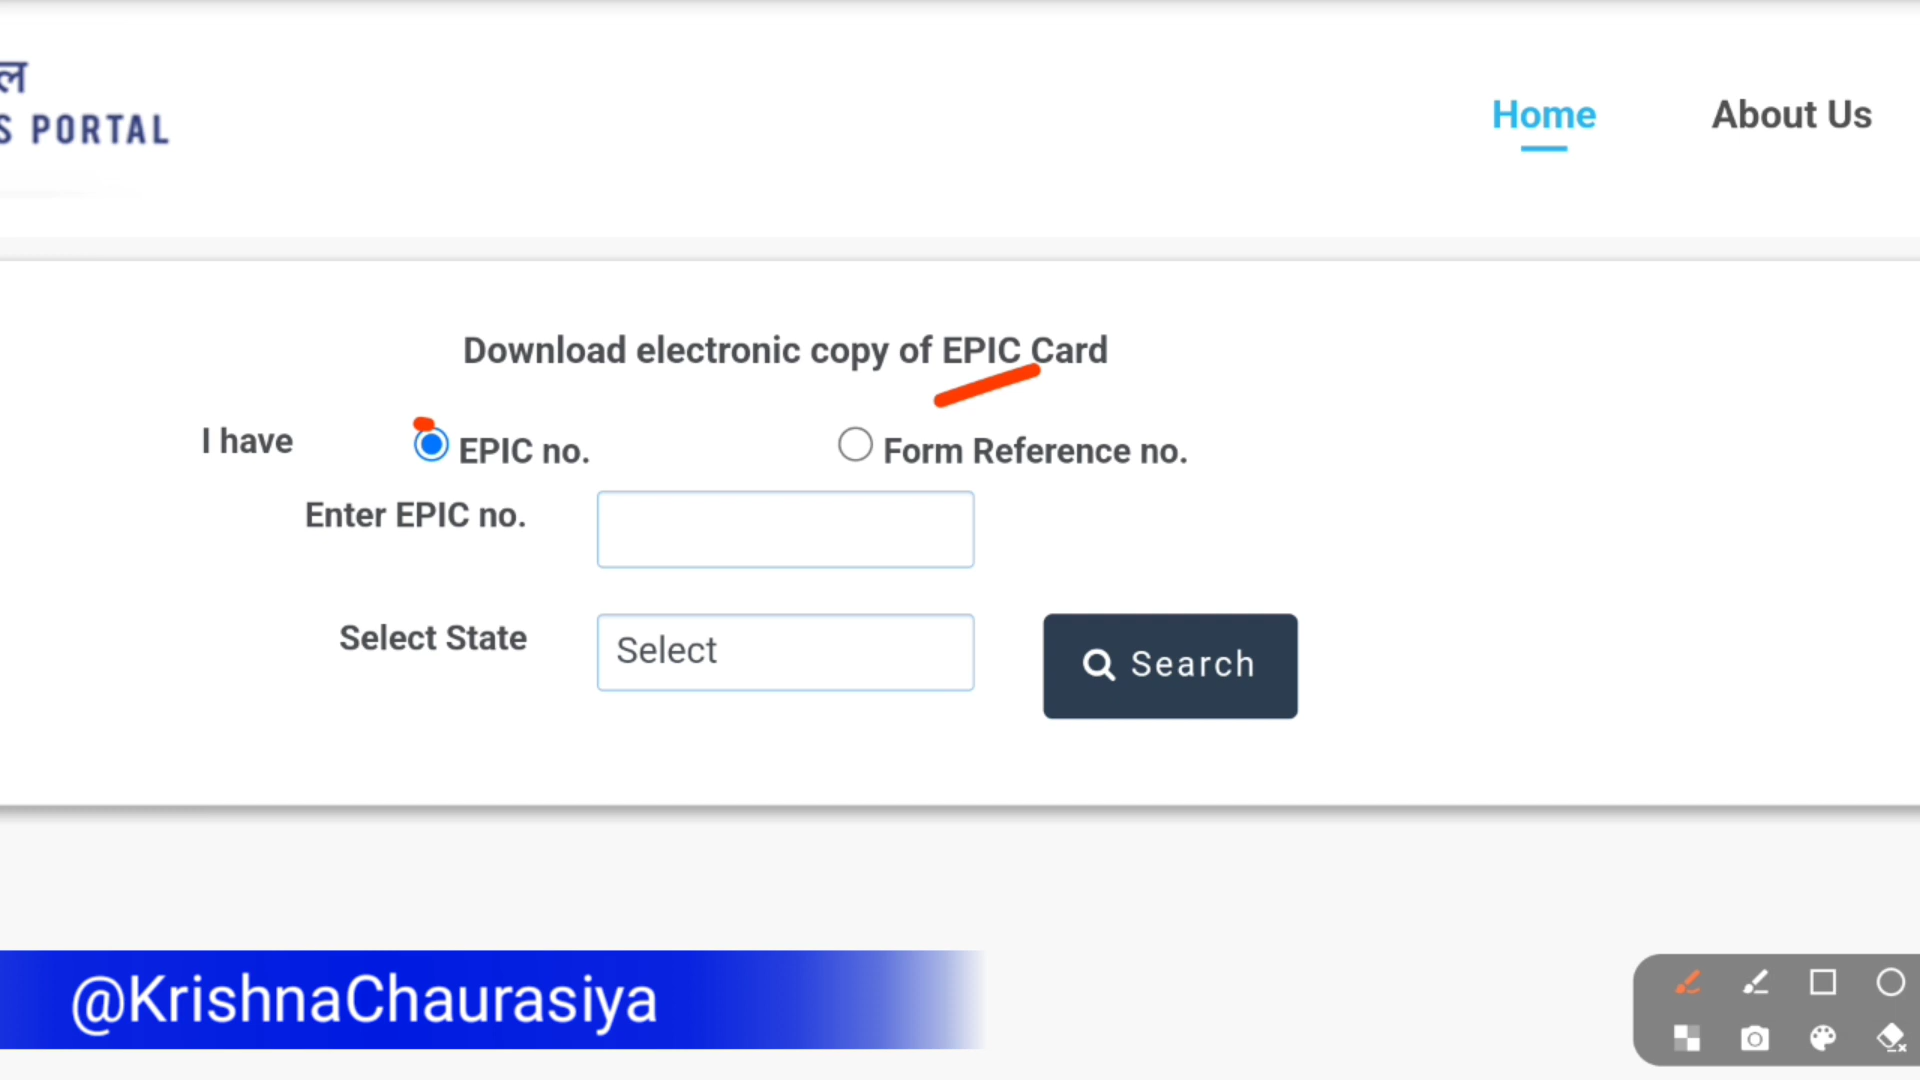 ल
S PORTAL
Home
About Us
Download electronic copy of EPIC Card
I have
EPIC no.
Form Reference no.
Enter EPIC no.
Select State
Select
Search
@KrishnaChaurasiya